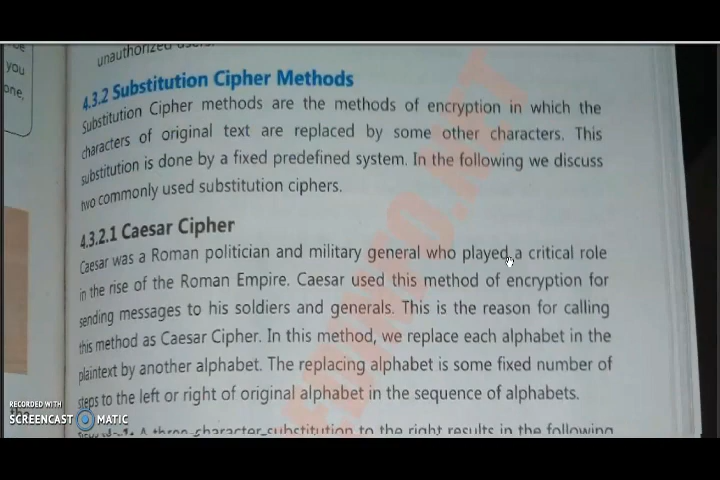 unauthorized
you
one,
4.3.2 Substitution Cipher Methods
Substitution Cipher methods are the methods of encryption in which the
characters of original text are replaced by some other characters. This
substitution is done by a fixed predefined system. In the following we discuss
two commonly used substitution ciphers.
4.3.2.1 Caesar Cipher
Caesar was a Roman politician and military general who played a critical role
in the rise of the Roman Empire. Caesar used this method of encryption for
sending messages to his soldiers and generals. This is the reason for calling
this method as Caesar Cipher. In this method, we replace each alphabet in the
plaintext by another alphabet. The replacing alphabet is some fixed number of
steps to the left or right of original alphabet in the sequence of alphabets.
A three character substitution to the right results in the following
RECORDED WITH
SCREENCAST MATIC